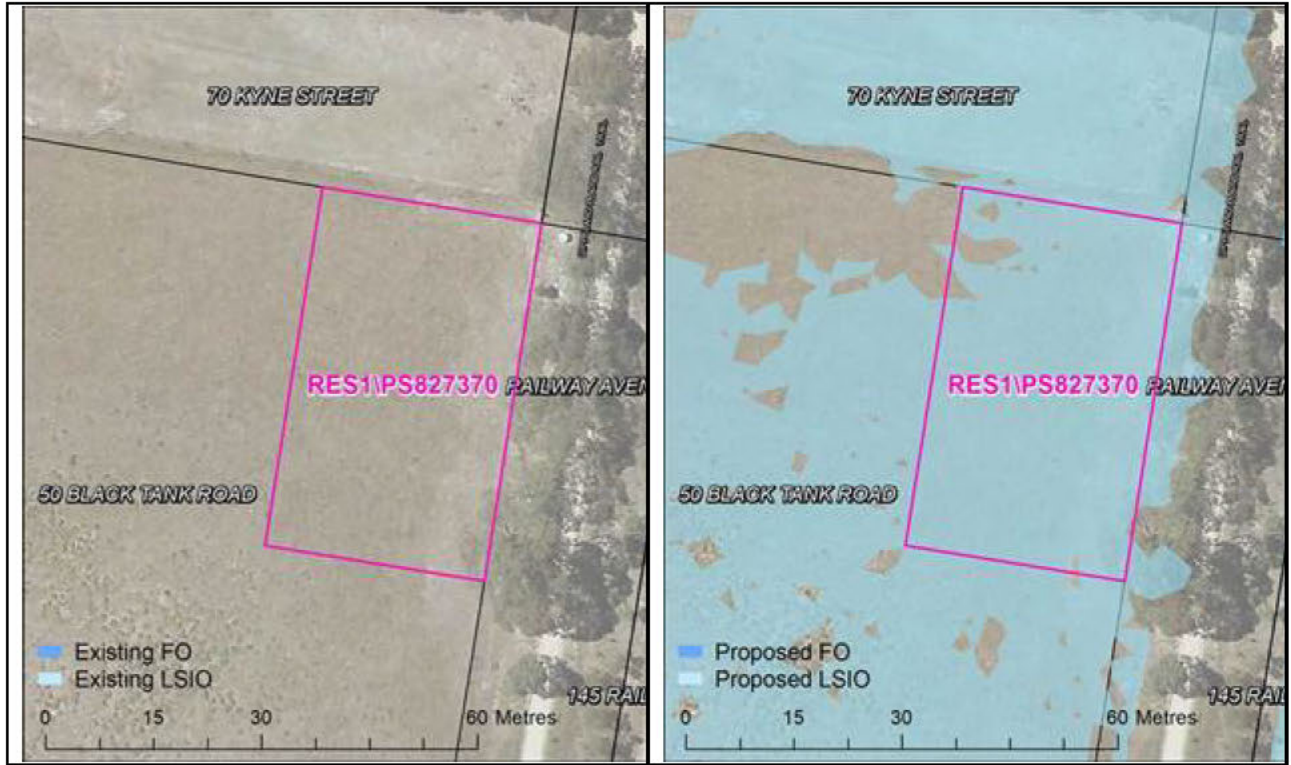 70 KYNE STREET
RES1\PS827370
RAILWAY AVEN
50 BLACK TANK ROAD
Existing FO
Existing LSIO
145 RAIL
0 15 30 60 Metres
70 KYNE STREET
RES1\PS827370
RAILWAY AVEN
50 BLACK TANK ROAD
Proposed FO
Proposed LSIO
145 RAIL
0 15 30 60 Metres